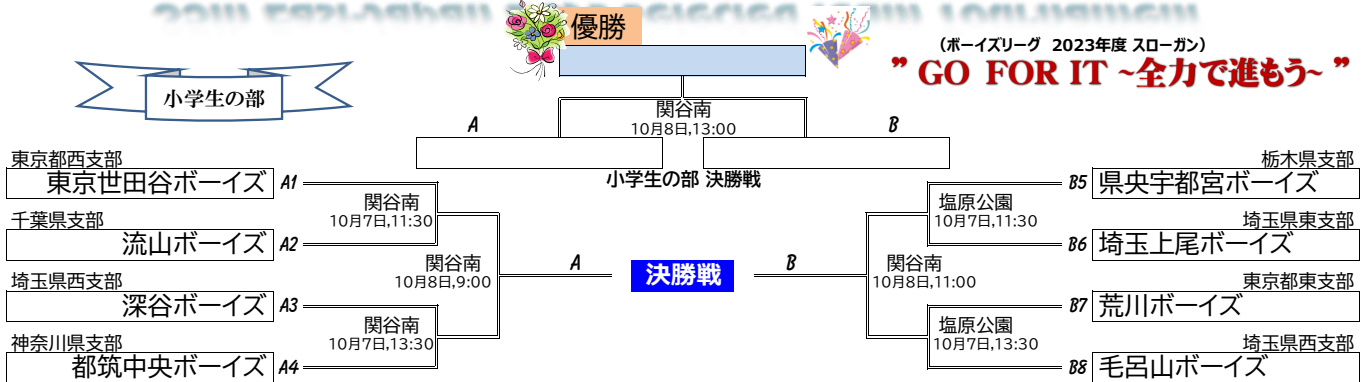 優勝
（ボーイズリーグ 2023年度 スローガン）
” GO FOR IT ~全力で進もう~ ”
小学生の部
関谷南
10月8日,13:00
A
B
小学生の部 決勝戦
東京都西支部
東京世田谷ボーイズ A1
関谷南
10月7日,11:30
千葉県支部
流山ボーイズ A2
関谷南
10月8日,9:00
A
埼玉県西支部
深谷ボーイズ A3
関谷南
10月7日,13:30
神奈川県支部
都筑中央ボーイズ A4
決勝戦
栃木県支部
B5 県央宇都宮ボーイズ
塩原公園
10月7日,11:30
埼玉県東支部
B6 埼玉上尾ボーイズ
B
関谷南
10月8日,11:00
東京都東支部
B7 荒川ボーイズ
塩原公園
10月7日,13:30
埼玉県西支部
B8 毛呂山ボーイズ